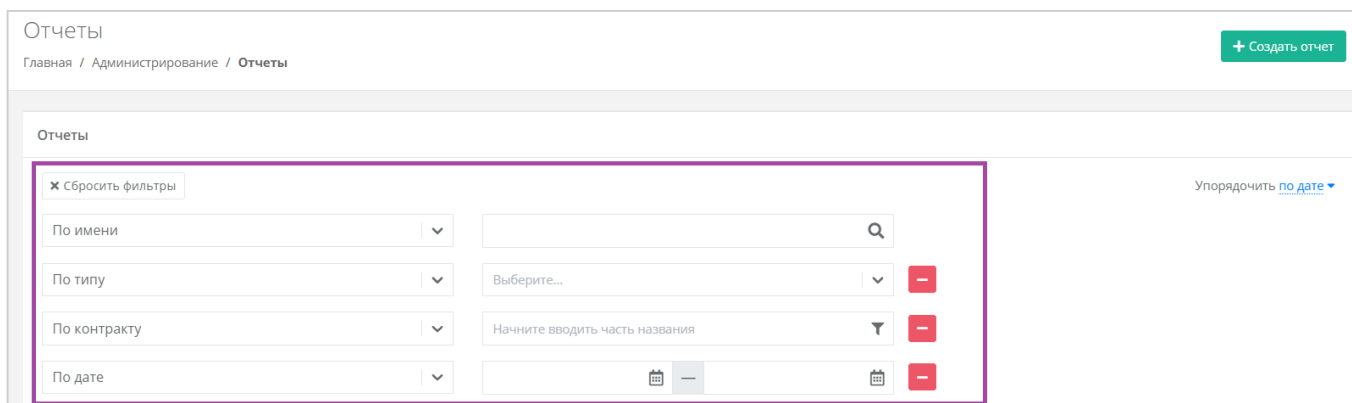 Отчеты
+ Создать отчет
Главная / Администрирование / Отчеты
Отчеты
× Сбросить фильтры
Упорядочить по дате
По имени
По типу
Выберите...
По контракту
Начните вводить часть названия
По дате
—